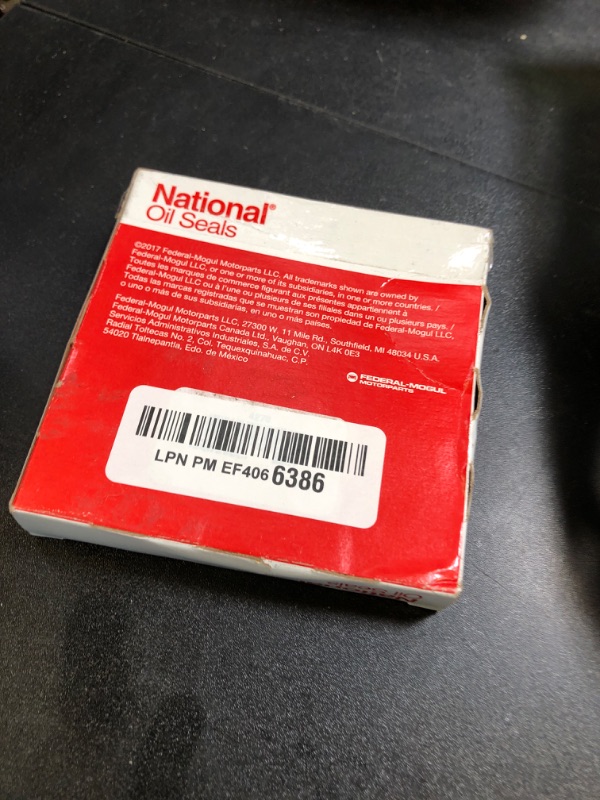 National®
Oil Seals
©2017 Federal-Mogul Motorparts LLC. All trademarks shown are owned by
Federal-Mogul LLC, or one or more of its subsidiaries, in one or more countries. /
Toutes les marques de commerce figurant aux présentes appartiennent à
Federal-Mogul LLC ou à l'une ou plusieurs de ses filiales dans un ou plusieurs pays. /
Todas las marcas registradas que se muestran son propiedad de Federal-Mogul LLC,
o uno o más de sus subsidiarias, en uno o más países.
Federal-Mogul Motorparts LLC, 27300 W. 11 Mile Rd., Southfield, MI 48034 U.S.A.
Federal-Mogul Motorparts Canada Ltd., Vaughan, ON L4K 0E3
Servicios Administrativos Industriales, S.A. de C.V.
Radial Toltecas No. 2, Col. Tequexquinahuac, C.P.
54020 Tlalnepantla, Edo. de México
FEDERAL-MOGUL
MOTORPARTS
LPN PM EF406 6386